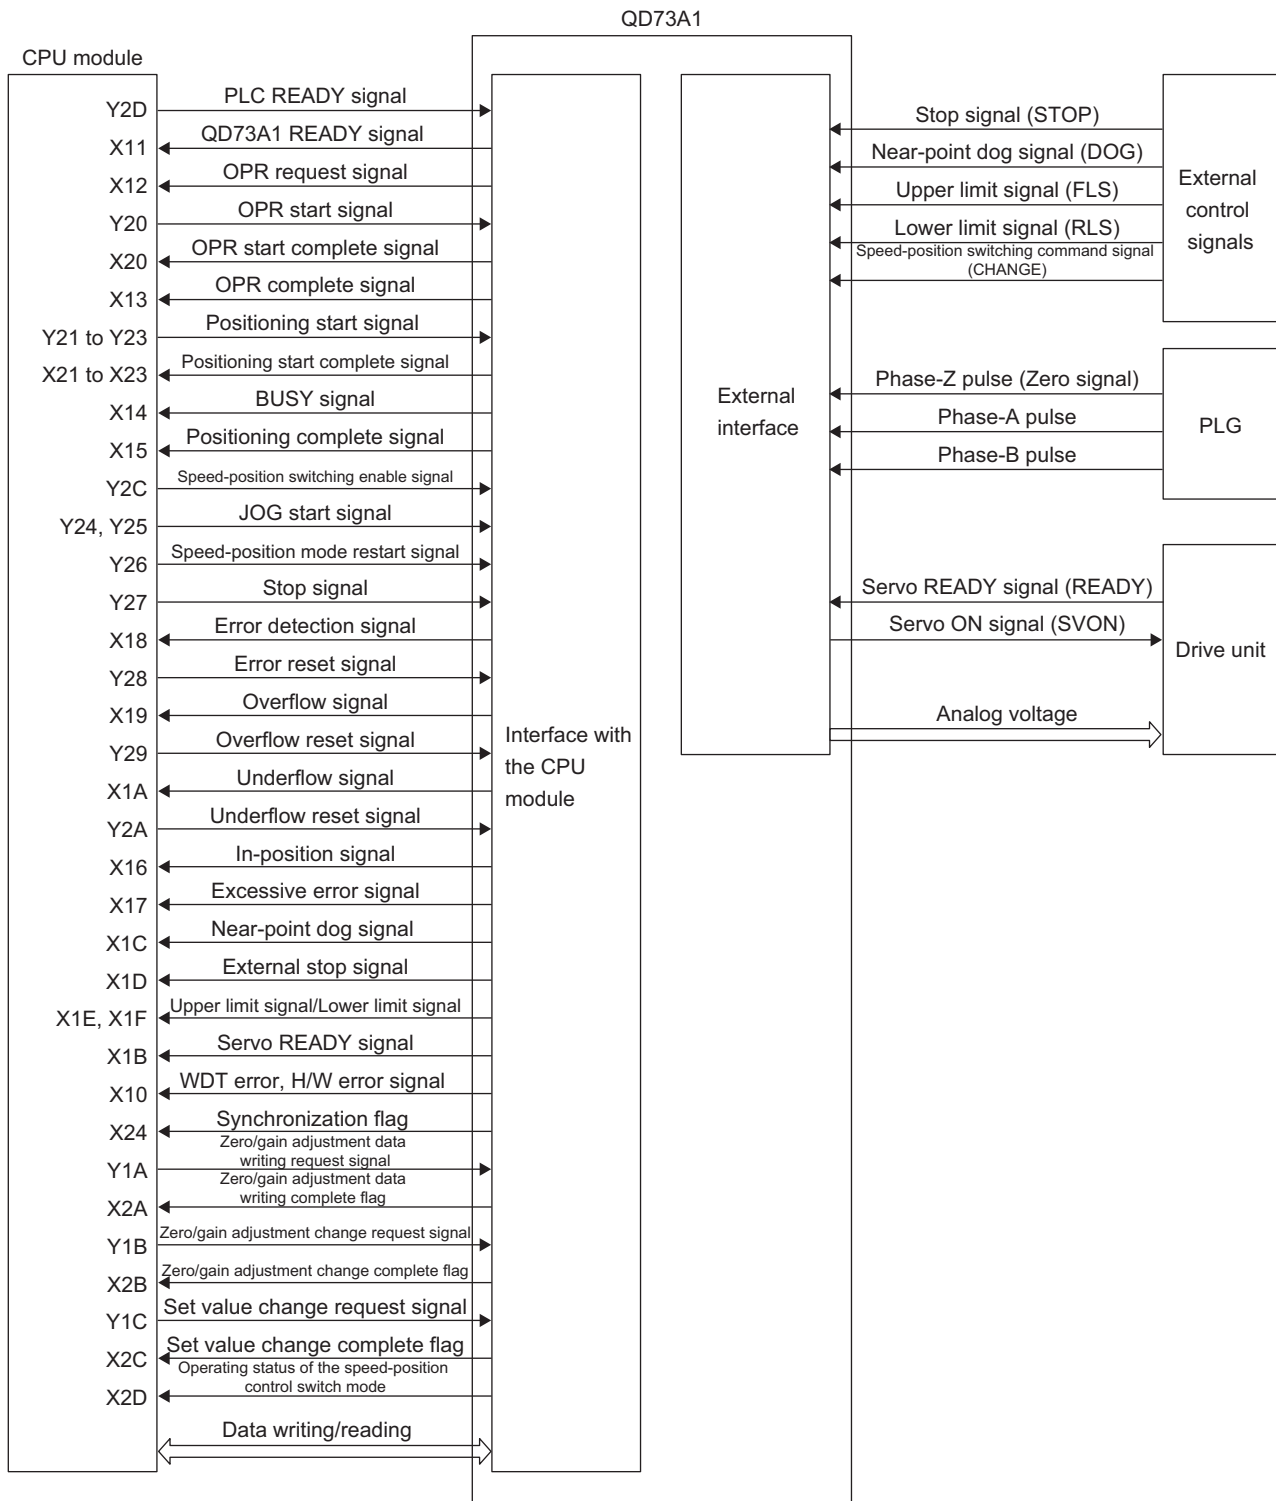 QD73A1
CPU module
Y2D PLC READY signal
X11 QD73A1 READY signal
X12 OPR request signal
Y20 OPR start signal
X20 OPR start complete signal
X13 OPR complete signal
Y21 to Y23 Positioning start signal
X21 to X23 Positioning start complete signal
X14 BUSY signal
X15 Positioning complete signal
Y2C Speed-position switching enable signal
Y24, Y25 JOG start signal
Y26 Speed-position mode restart signal
Y27 Stop signal
X18 Error detection signal
Y28 Error reset signal
X19 Overflow signal
Y29 Overflow reset signal
X1A Underflow signal
Y2A Underflow reset signal
X16 In-position signal
X17 Excessive error signal
X1C Near-point dog signal
X1D External stop signal
X1E, X1F Upper limit signal/Lower limit signal
X1B Servo READY signal
X10 WDT error, H/W error signal
X24 Synchronization flag
Zero/gain adjustment data
Y1A writing request signal
Zero/gain adjustment data
X2A writing complete flag
Y1B Zero/gain adjustment change request signal
X2B Zero/gain adjustment change complete flag
Y1C Set value change request signal
X2C Set value change complete flag
Operating status of the speed-position
X2D control switch mode
Data writing/reading
Interface with
the CPU
module
External
interface
Stop signal (STOP)
Near-point dog signal (DOG)
Upper limit signal (FLS)
Lower limit signal (RLS)
Speed-position switching command signal
(CHANGE)
External
control
signals
Phase-Z pulse (Zero signal)
Phase-A pulse
Phase-B pulse
PLG
Servo READY signal (READY)
Servo ON signal (SVON)
Analog voltage
Drive unit